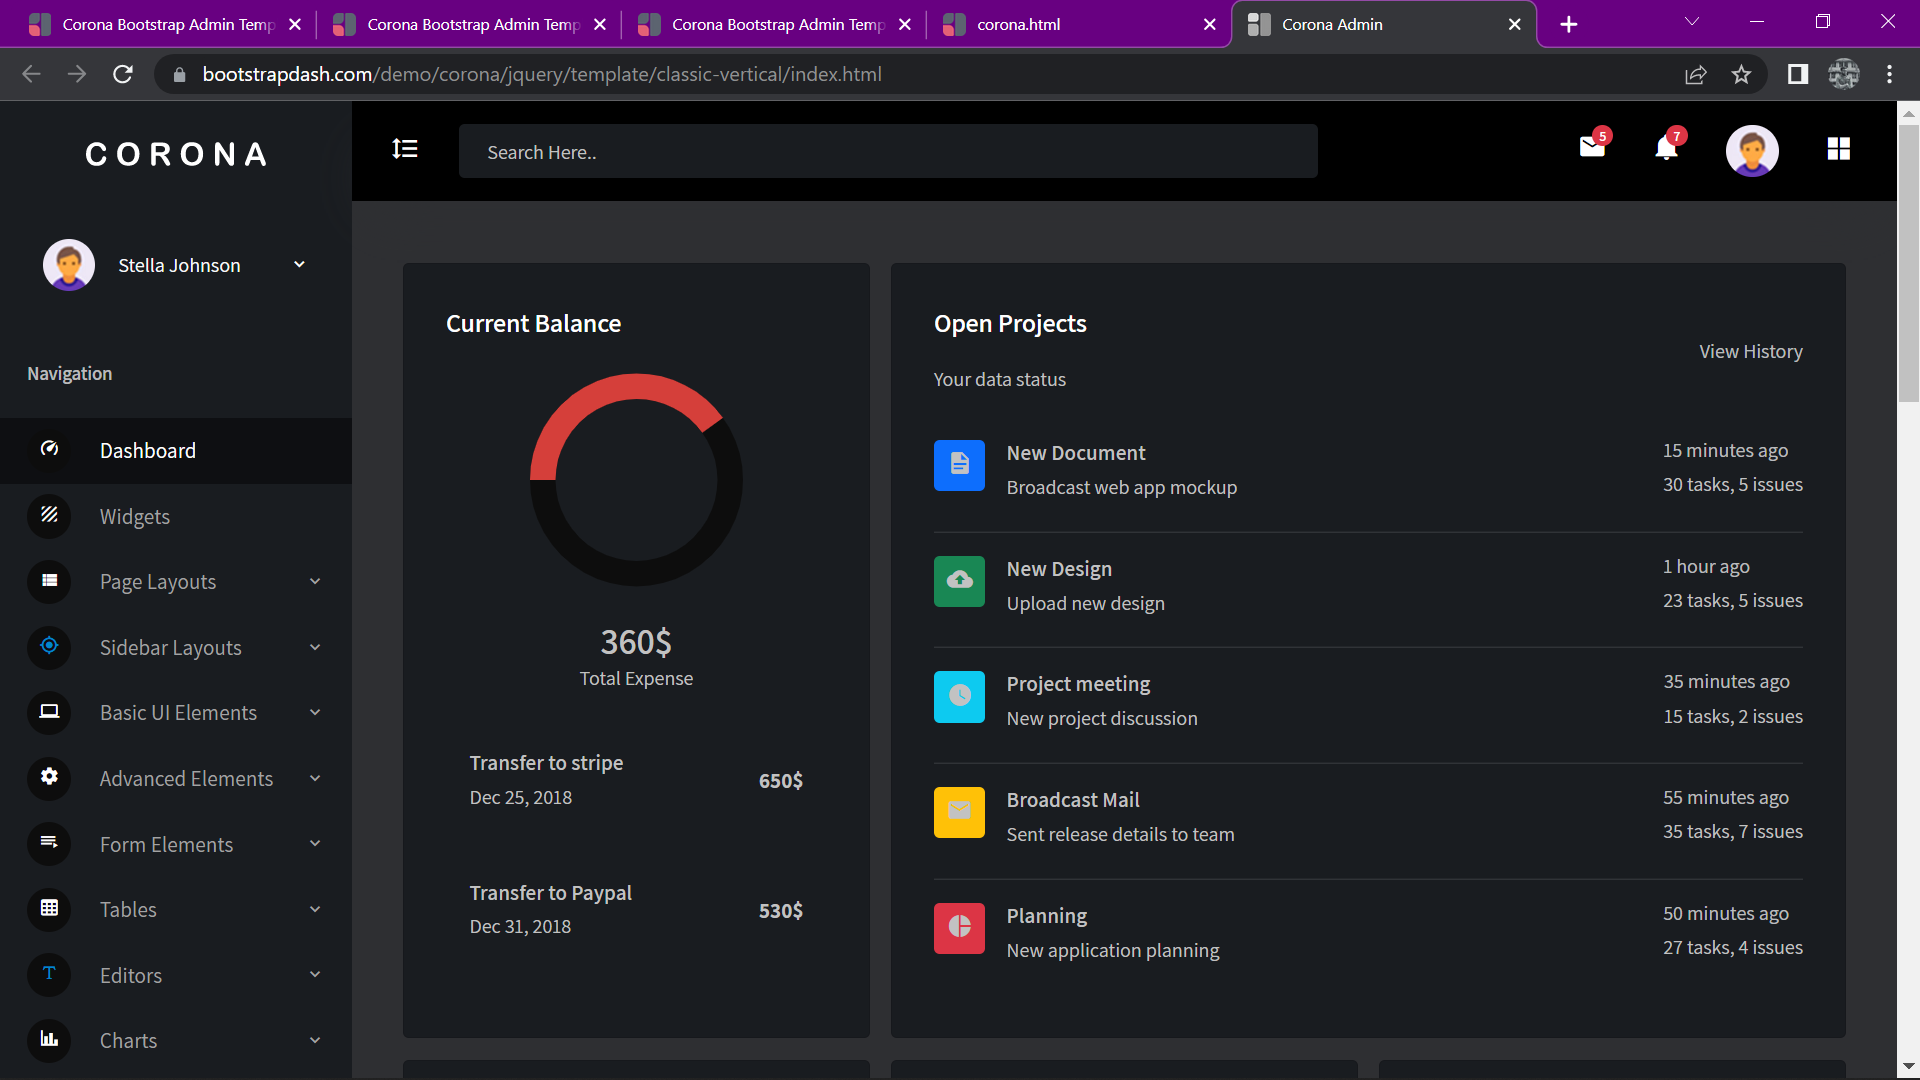 Corona Bootstrap Admin Temp
Corona Bootstrap Admin Temp
Corona Bootstrap Admin Temp
corona.html
Corona Admin
bootstrapdash.com/demo/corona/jquery/template/classic-vertical/index.html
CORONA
Search Here..
5
7
Stella Johnson
Navigation
Dashboard
Widgets
Page Layouts
Sidebar Layouts
Basic UI Elements
Advanced Elements
Form Elements
Tables
Editors
Charts
Current Balance
360$
Total Expense
Transfer to stripe
Dec 25, 2018
650$
Transfer to Paypal
Dec 31, 2018
530$
Open Projects
Your data status
View History
New Document
Broadcast web app mockup
15 minutes ago
30 tasks, 5 issues
New Design
Upload new design
1 hour ago
23 tasks, 5 issues
Project meeting
New project discussion
35 minutes ago
15 tasks, 2 issues
Broadcast Mail
Sent release details to team
55 minutes ago
35 tasks, 7 issues
Planning
New application planning
50 minutes ago
27 tasks, 4 issues